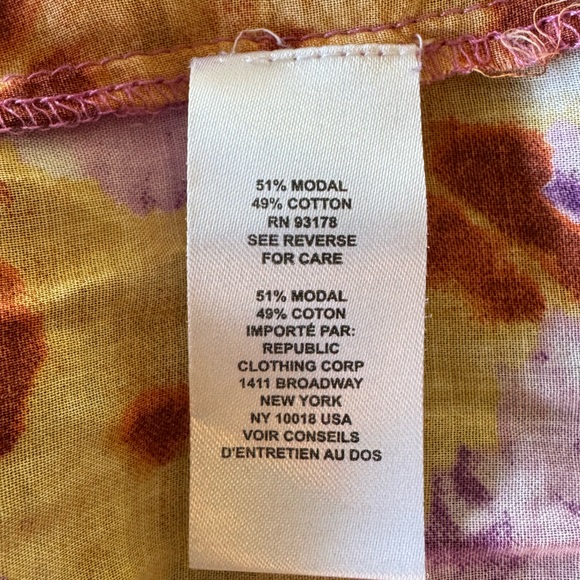 51% MODAL
49% COTTON
RN 93178
SEE REVERSE
FOR CARE
51% MODAL
49% COTON
IMPORTÉ PAR:
REPUBLIC
CLOTHING CORP
1411 BROADWAY
NEW YORK
NY 10018 USA
VOIR CONSEILS
D'ENTRETIEN AU DOS